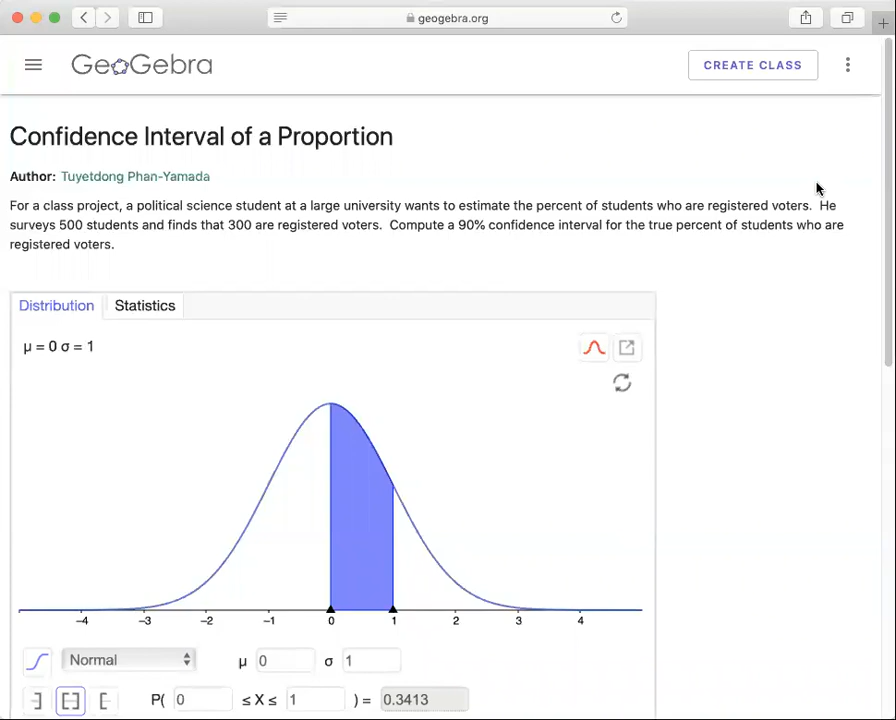 geogebra.org
GeoGebra
CREATE CLASS
Confidence Interval of a Proportion
Author: Tuyetdong Phan-Yamada
For a class project, a political science student at a large university wants to estimate the percent of students who are registered voters. He
surveys 500 students and finds that 300 are registered voters. Compute a 90% confidence interval for the true percent of students who are
registered voters.
Distribution Statistics
μ = 0 σ = 1
−4 −3 −2 −1 0 1 2 3 4
Normal μ 0 σ 1
P( 0 ≤ X ≤ 1 ) = 0.3413